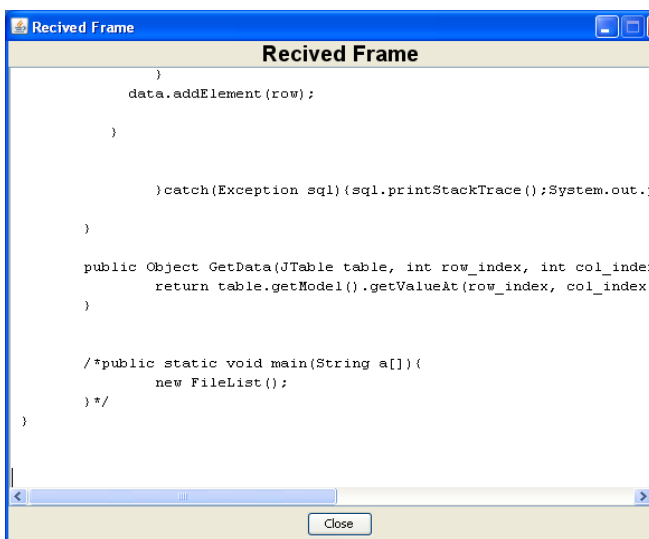 Recived Frame
Recived Frame
}
data.addElement(row);
}
}catch(Exception sql){sql.printStackTrace();System.out.
}
public Object GetData(JTable table, int row_index, int col_inde
return table.getModel().getValueAt(row_index, col_index
}
/*public static void main(String a[]){
new FileList();
}*/
}
Close